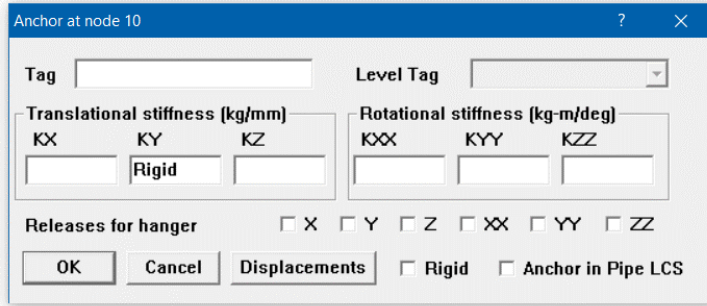 Anchor at node 10 ?
Tag Level Tag
Translational stiffness (kg/mm) Rotational stiffness (kg-m/deg)
KX KY KZ KXX KYY KZZ
Rigid
Releases for hanger X Y Z XX YY ZZ
OK Cancel Displacements Rigid Anchor in Pipe LCS